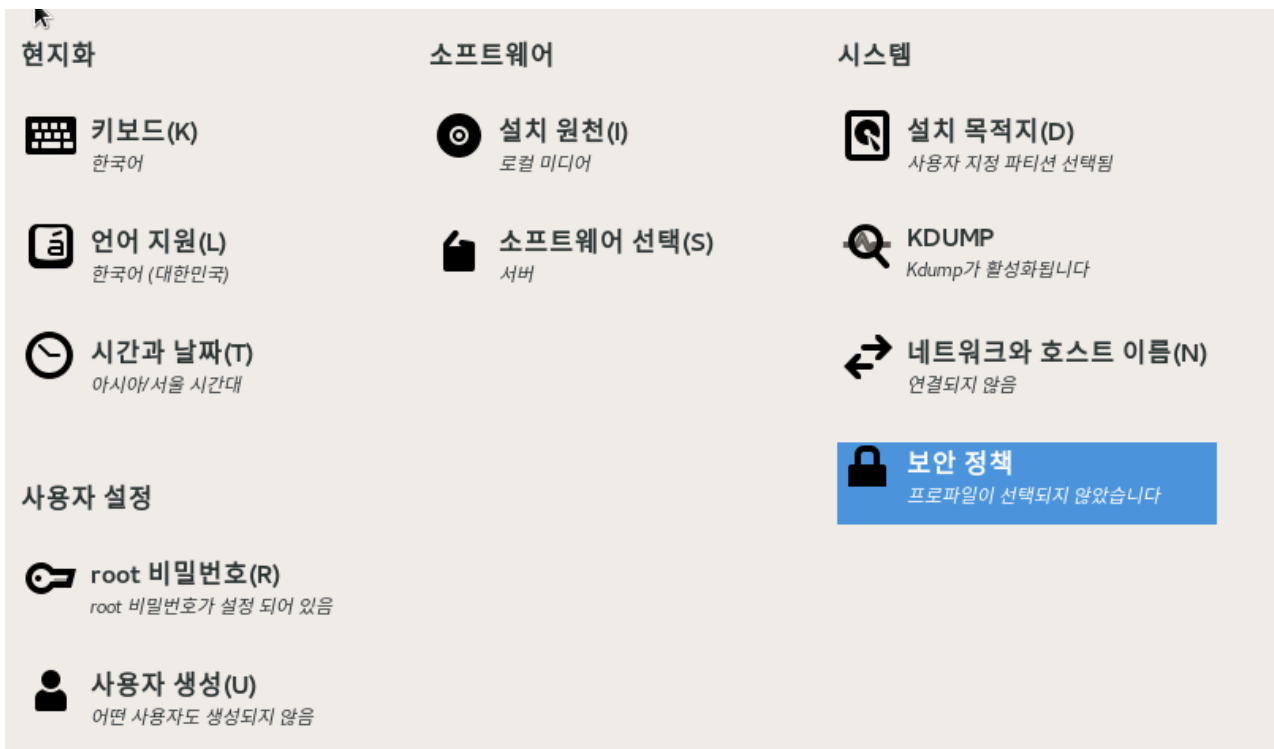 현지화
키보드(K)
한국어
언어 지원(L)
한국어 (대한민국)
시간과 날짜(T)
아시아/서울 시간대
사용자 설정
root 비밀번호(R)
root 비밀번호가 설정 되어 있음
사용자 생성(U)
어떤 사용자도 생성되지 않음
소프트웨어
설치 원천(I)
로컬 미디어
소프트웨어 선택(S)
서버
시스템
설치 목적지(D)
사용자 지정 파티션 선택됨
KDUMP
Kdump가 활성화됩니다
네트워크와 호스트 이름(N)
연결되지 않음
보안 정책
프로파일이 선택되지 않았습니다